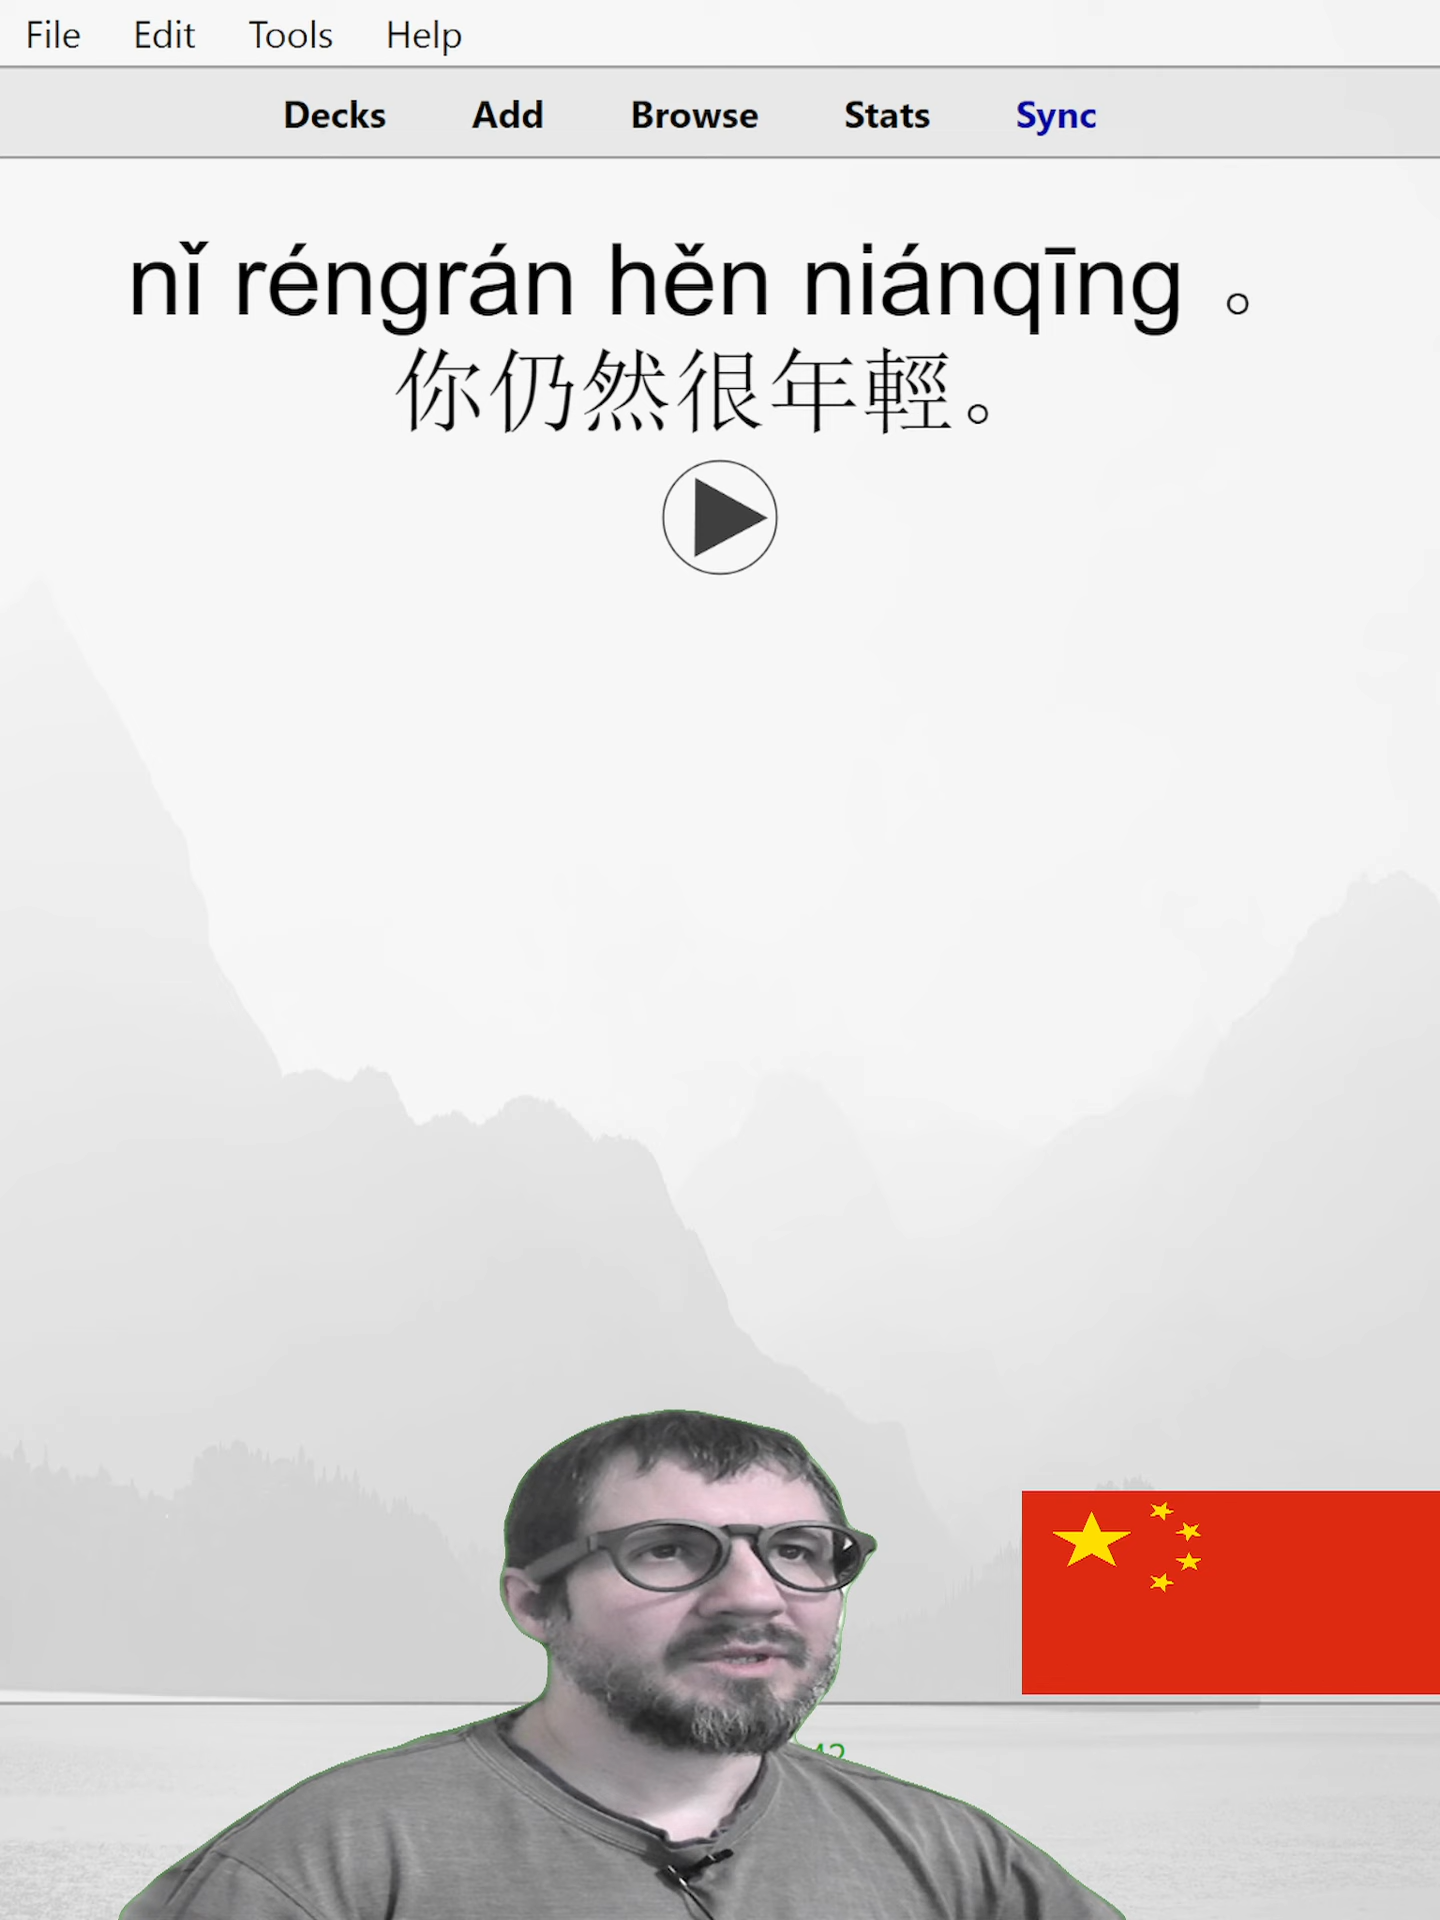 File Edit Tools Help
Decks Add Browse Stats Sync
nǐ réngrán hěn niánqīng 。
你仍然很年輕。